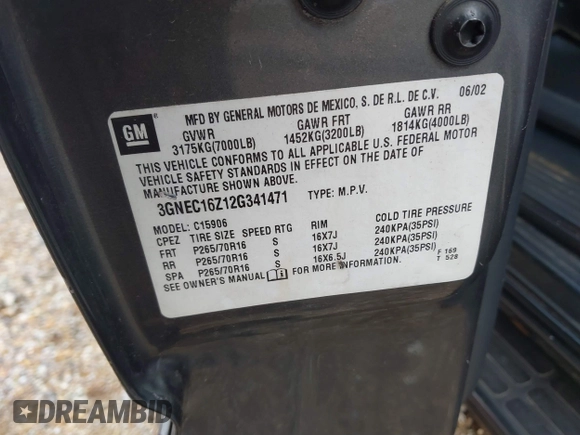 MFD BY GENERAL MOTORS DE MEXICO, S. DE R.L. DE C.V. 06/02
GM
GVWR GAWR FRT GAWR RR
3175KG(7000LB) 1452KG(3200LB) 1814KG(4000LB)
THIS VEHICLE CONFORMS TO ALL APPLICABLE U.S. FEDERAL MOTOR
VEHICLE SAFETY STANDARDS IN EFFECT ON THE DATE OF
MANUFACTURE SHOWN ABOVE.
3GNEC16Z12G341471 TYPE: M.P.V.
MODEL: C15906
CPEZ TIRE SIZE SPEED RTG RIM COLD TIRE PRESSURE
FRT P265/70R16 S 16X7J 240KPA(35PSI)
RR P265/70R16 S 16X7J 240KPA(35PSI)
SPA P265/70R16 S 16X6.5J 240KPA(35PSI)
SEE OWNER'S MANUAL FOR MORE INFORMATION.
F 169
T 528
DREAMBID